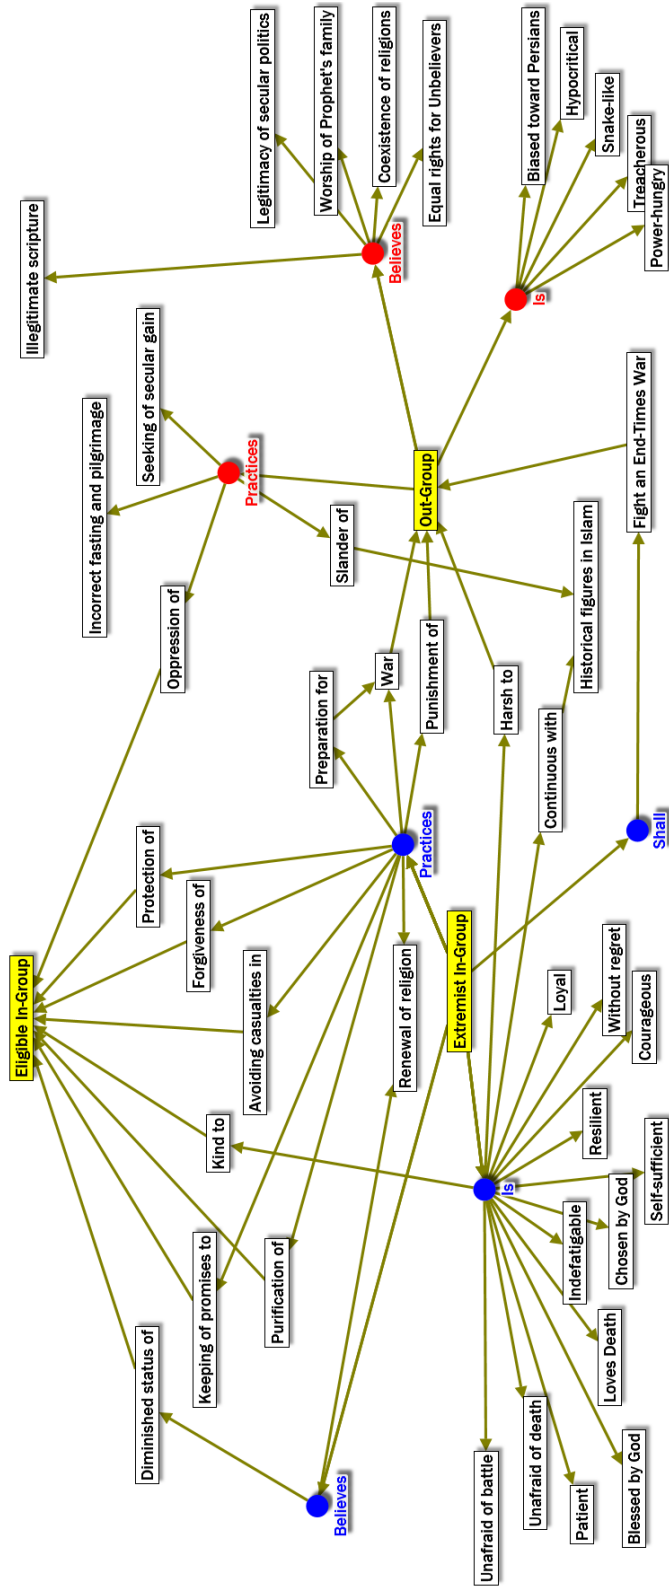 Eligible In-Group
Diminished status of
Keeping of promises to
Purification of
Kind to
Avoiding casualties in
Forgiveness of
Protection of
Oppression of
Incorrect fasting and pilgrimage
Seeking of secular gain
Illegitimate scripture
Legitimacy of secular politics
Worship of Prophet's family
Coexistence of religions
Equal rights for Unbelievers
Believes
Practices
Slander of
Preparation for
War
Punishment of
Out-Group
Practices
Renewal of religion
Believes
Extremist In-Group
Is
Unafraid of battle
Unafraid of death
Patient
Blessed by God
Loves Death
Indefatigable
Chosen by God
Self-sufficient
Resilient
Courageous
Without regret
Loyal
Continuous with
Harsh to
Historical figures in Islam
Shall
Fight an End-Times War
Is
Biased toward Persians
Hypocritical
Snake-like
Treacherous
Power-hungry